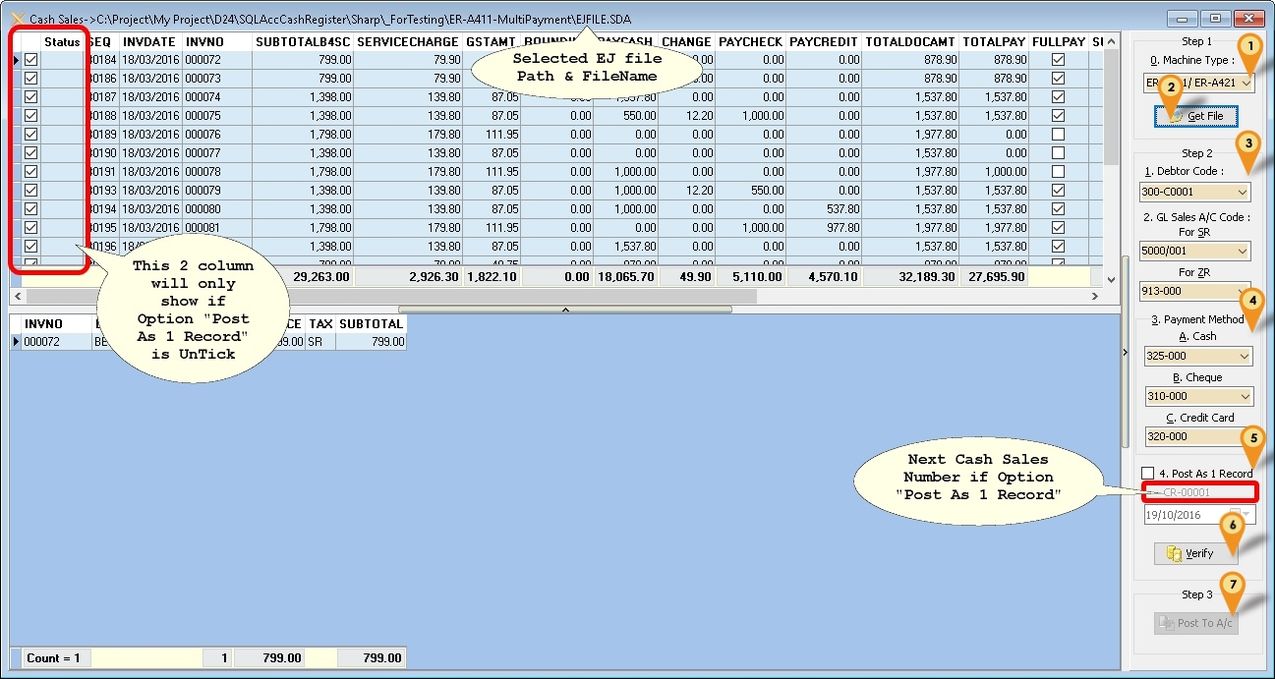 Cash Sales->C:\Project\My Project\D24\SQLAccCashRegister\Sharp\_ForTesting\ER-A411-MultiPayment\EJFILE.SDA
Status SEQ INVDATE INVNO SUBTOTALB4SC SERVICECHARGE GSTAMT CHANGE PAYCHECK PAYCREDIT TOTALDOCAMT TOTALPAY FULLPAY
30184 18/03/2016 000072 799.00 79.90 0.00 0.00 878.90 878.90
30186 18/03/2016 000073 799.00 79.90 0.00 0.00 878.90 878.90
30187 18/03/2016 000074 1,398.00 139.80 87.05 0.00 1,537.80 0.00 0.00 0.00 1,537.80 1,537.80
30188 18/03/2016 000075 1,398.00 139.80 87.05 0.00 550.00 12.20 1,000.00 0.00 1,537.80 1,537.80
30189 18/03/2016 000076 1,798.00 179.80 111.95 0.00 0.00 0.00 0.00 0.00 1,977.80 0.00
30190 18/03/2016 000077 1,398.00 139.80 87.05 0.00 0.00 0.00 0.00 0.00 1,537.80 0.00
30191 18/03/2016 000078 1,798.00 179.80 111.95 0.00 1,000.00 0.00 0.00 0.00 1,977.80 1,000.00
30193 18/03/2016 000079 1,398.00 139.80 87.05 0.00 1,000.00 12.20 550.00 0.00 1,537.80 1,537.80
30194 18/03/2016 000080 1,398.00 139.80 87.05 0.00 1,000.00 0.00 0.00 537.80 1,537.80 1,537.80
30195 18/03/2016 000081 1,798.00 179.80 111.95 0.00 0.00 0.00 1,000.00 977.80 1,977.80 1,977.80
30196 1,398.00 139.80 87.05 0.00 1,537.80 0.00 0.00 0.00 1,537.80 1,537.80
29,263.00 2,926.30 1,822.10 0.00 18,065.70 49.90 5,110.00 4,570.10 32,189.30 27,695.90
Selected EJ file
Path & FileName
This 2 column
will only
show if
Option "Post
As 1 Record"
is UnTick
INVNO TAX SUBTOTAL
000072 SR 799.00
Count = 1 1 799.00 799.00
Next Cash Sales
Number if Option
"Post As 1 Record"
Step 1
1
0. Machine Type :
ER- / ER-A421
2
Get File
Step 2
3
1. Debtor Code :
300-C0001
2. GL Sales A/C Code :
For SR
5000/001
For ZR
913-000
4
3. Payment Method
A. Cash
325-000
B. Cheque
310-000
C. Credit Card
320-000
5
4. Post As 1 Record
CR-00001
19/10/2016
6
Verify
7
Step 3
Post To A/c